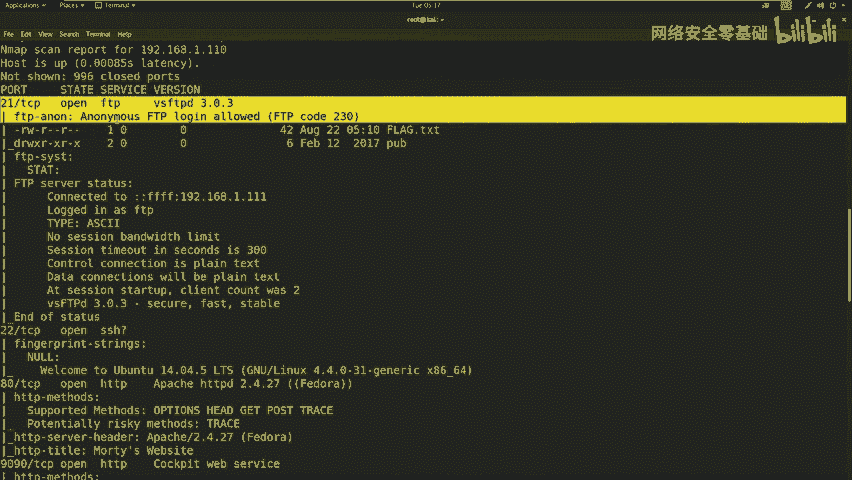 Applications Places Terminal Tue 05:17
root@kali: ~
File Edit View Search Terminal Help
网络安全零基础 bilibili
Nmap scan report for 192.168.1.110
Host is up (0.00085s latency).
Not shown: 996 closed ports
PORT STATE SERVICE VERSION
21/tcp open ftp vsftpd 3.0.3
| ftp-anon: Anonymous FTP login allowed (FTP code 230)
| -rw-r--r-- 1 0 0 42 Aug 22 05:10 FLAG.txt
|_drwxr-xr-x 2 0 0 6 Feb 12 2017 pub
| ftp-syst:
| STAT:
| FTP server status:
| Connected to ::ffff:192.168.1.111
| Logged in as ftp
| TYPE: ASCII
| No session bandwidth limit
| Session timeout in seconds is 300
| Control connection is plain text
| Data connections will be plain text
| At session startup, client count was 2
| vsFTPd 3.0.3 - secure, fast, stable
|_End of status
22/tcp open ssh?
| fingerprint-strings:
| NULL:
|_ Welcome to Ubuntu 14.04.5 LTS (GNU/Linux 4.4.0-31-generic x86_64)
80/tcp open http Apache httpd 2.4.27 ((Fedora))
| http-methods:
| Supported Methods: OPTIONS HEAD GET POST TRACE
|_ Potentially risky methods: TRACE
|_http-server-header: Apache/2.4.27 (Fedora)
|_http-title: Morty's Website
9090/tcp open http Cockpit web service
| http-methods: